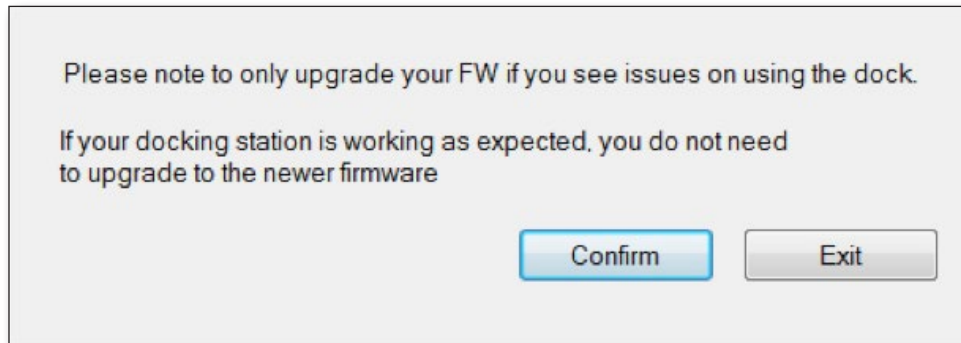 Please note to only upgrade your FW if you see issues on using the dock.
If your docking station is working as expected, you do not need
to upgrade to the newer firmware
Confirm
Exit